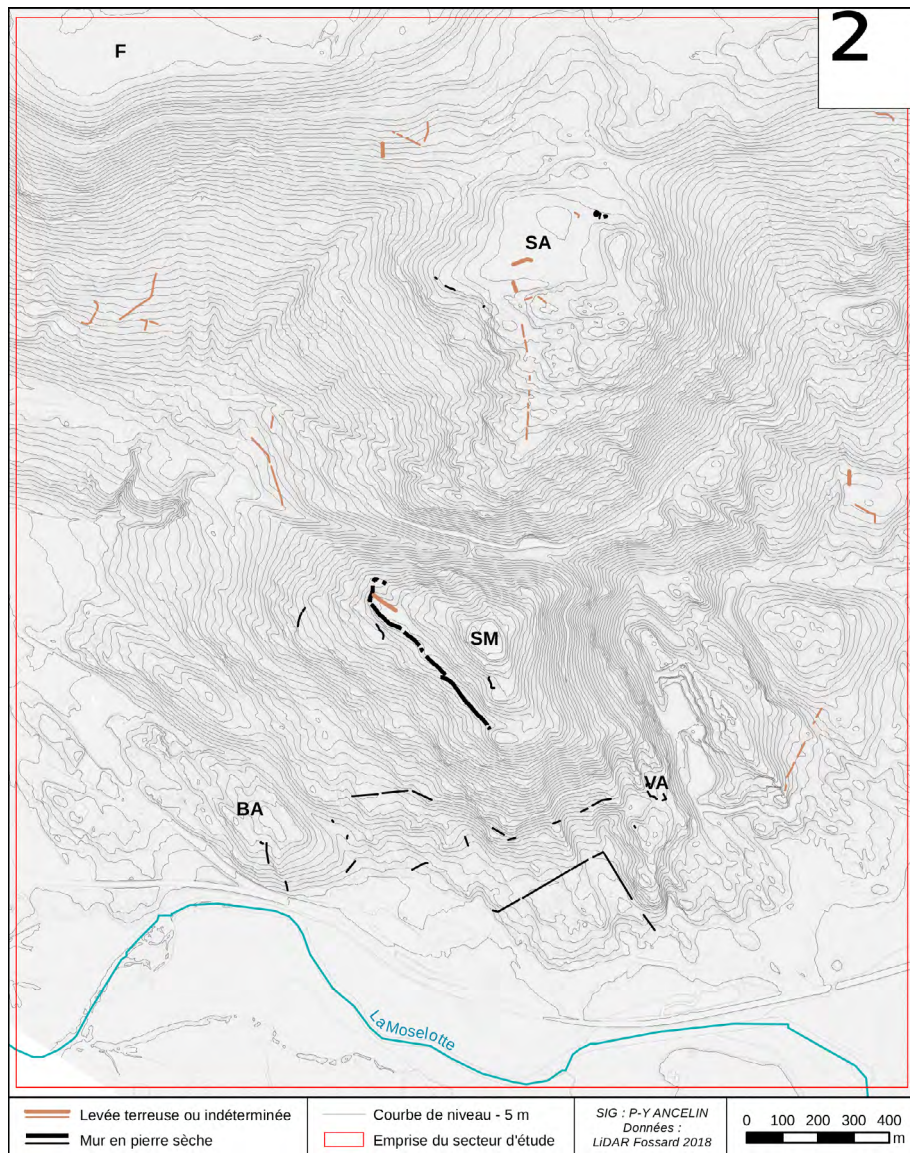 2
F
SA
SM
VA
BA
La Moselotte
Levée terreuse ou indéterminée
Mur en pierre sèche
Courbe de niveau - 5 m
Emprise du secteur d'étude
SIG : P-Y ANCELIN
Données :
LiDAR Fossard 2018
0 100 200 300 400
m